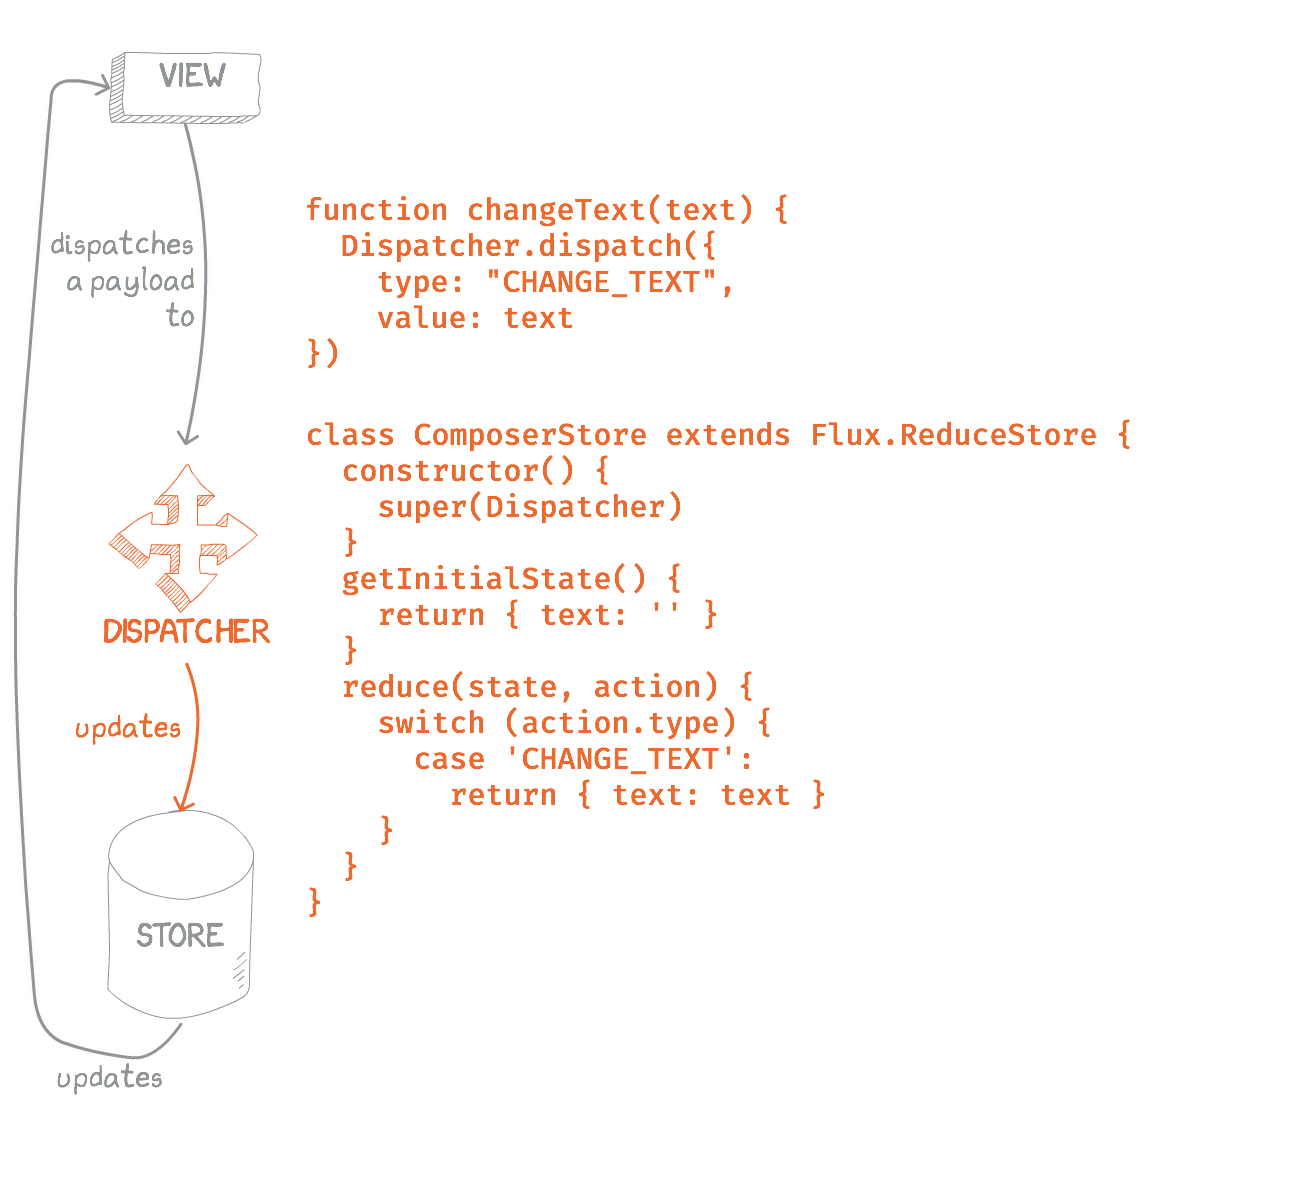 VIEW
dispatches
a payload
to
DISPATCHER
updates
STORE
updates
function changeText(text) {
  Dispatcher.dispatch({
    type: "CHANGE_TEXT",
    value: text
})
class ComposerStore extends Flux.ReduceStore {
  constructor() {
    super(Dispatcher)
  }
  getInitialState() {
    return { text: '' }
  }
  reduce(state, action) {
    switch (action.type) {
      case 'CHANGE_TEXT':
        return { text: text }
    }
  }
}